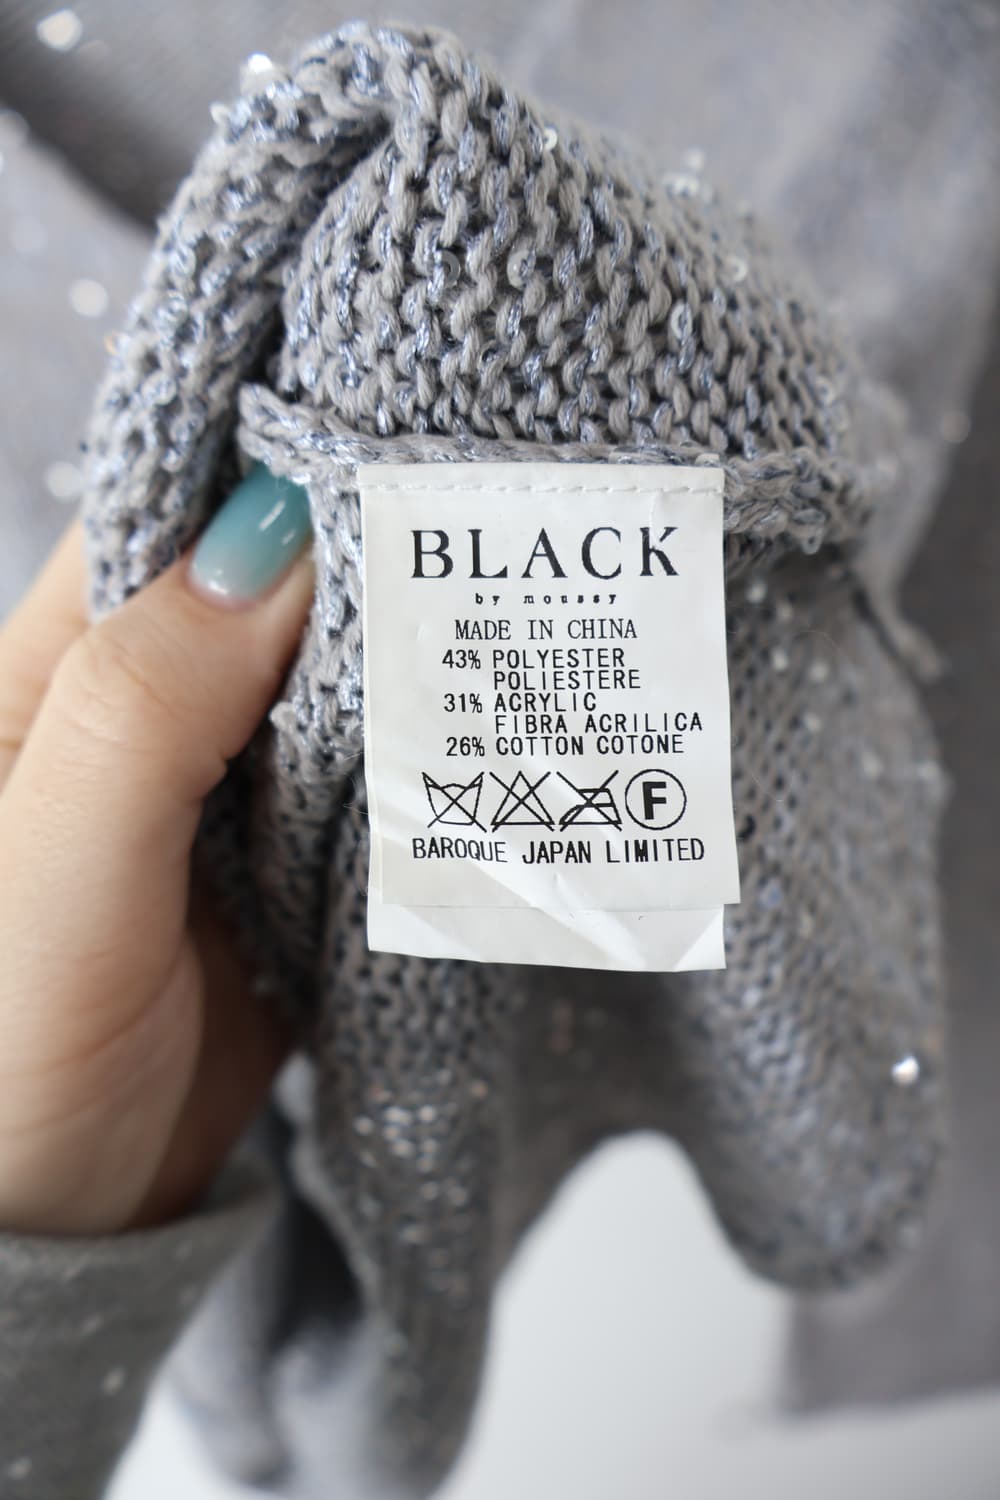 BLACK
by moussy
MADE IN CHINA
43% POLYESTER
POLIESTERE
31% ACRYLIC
FIBRA ACRILICA
26% COTTON COTONE
F
BAROQUE JAPAN LIMITED